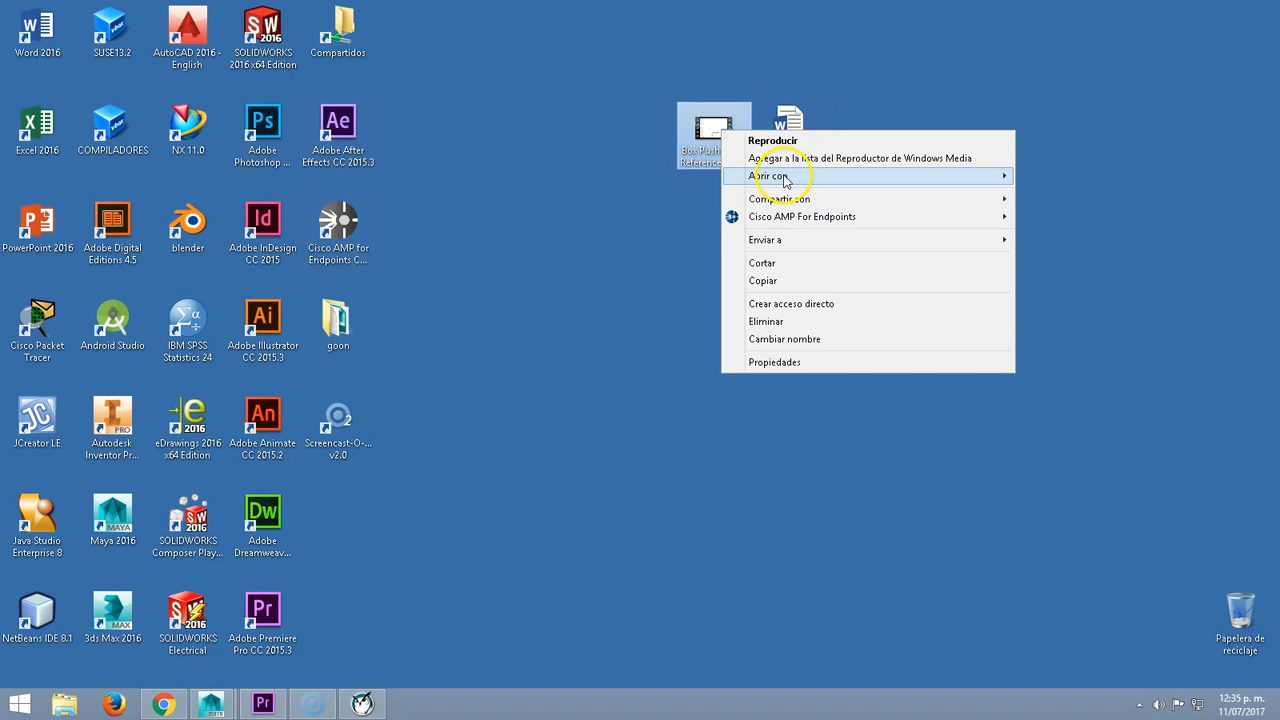 Word 2016
SUSE13.2
AutoCAD 2016 -
English
SOLIDWORKS
2016 x64 Edition
Compartidos
Excel 2016
COMPILADORES
NX 11.0
Adobe
Photoshop ...
Adobe After
Effects CC 2015.3
PowerPoint 2016
Adobe Digital
Editions 4.5
blender
Adobe InDesign
CC 2015
Cisco AMP for
Endpoints C...
Cisco Packet
Tracer
Android Studio
IBM SPSS
Statistics 24
Adobe Illustrator
CC 2015.3
goon
JCreator LE
Autodesk
Inventor Pr...
eDrawings 2016
x64 Edition
Adobe Animate
CC 2015.2
Screencast-O-...
v2.0
Java Studio
Enterprise 8
Maya 2016
SOLIDWORKS
Composer Play...
Adobe
Dreamweav...
NetBeans IDE 8.1
3ds Max 2016
SOLIDWORKS
Electrical
Adobe Premiere
Pro CC 2015.3
Box Push
Reference
Reproducir
Agregar a la lista del Reproductor de Windows Media
Abrir con
Compartir con
Cisco AMP For Endpoints
Enviar a
Cortar
Copiar
Crear acceso directo
Eliminar
Cambiar nombre
Propiedades
Papelera de
reciclaje
12:35 p. m.
11/07/2017